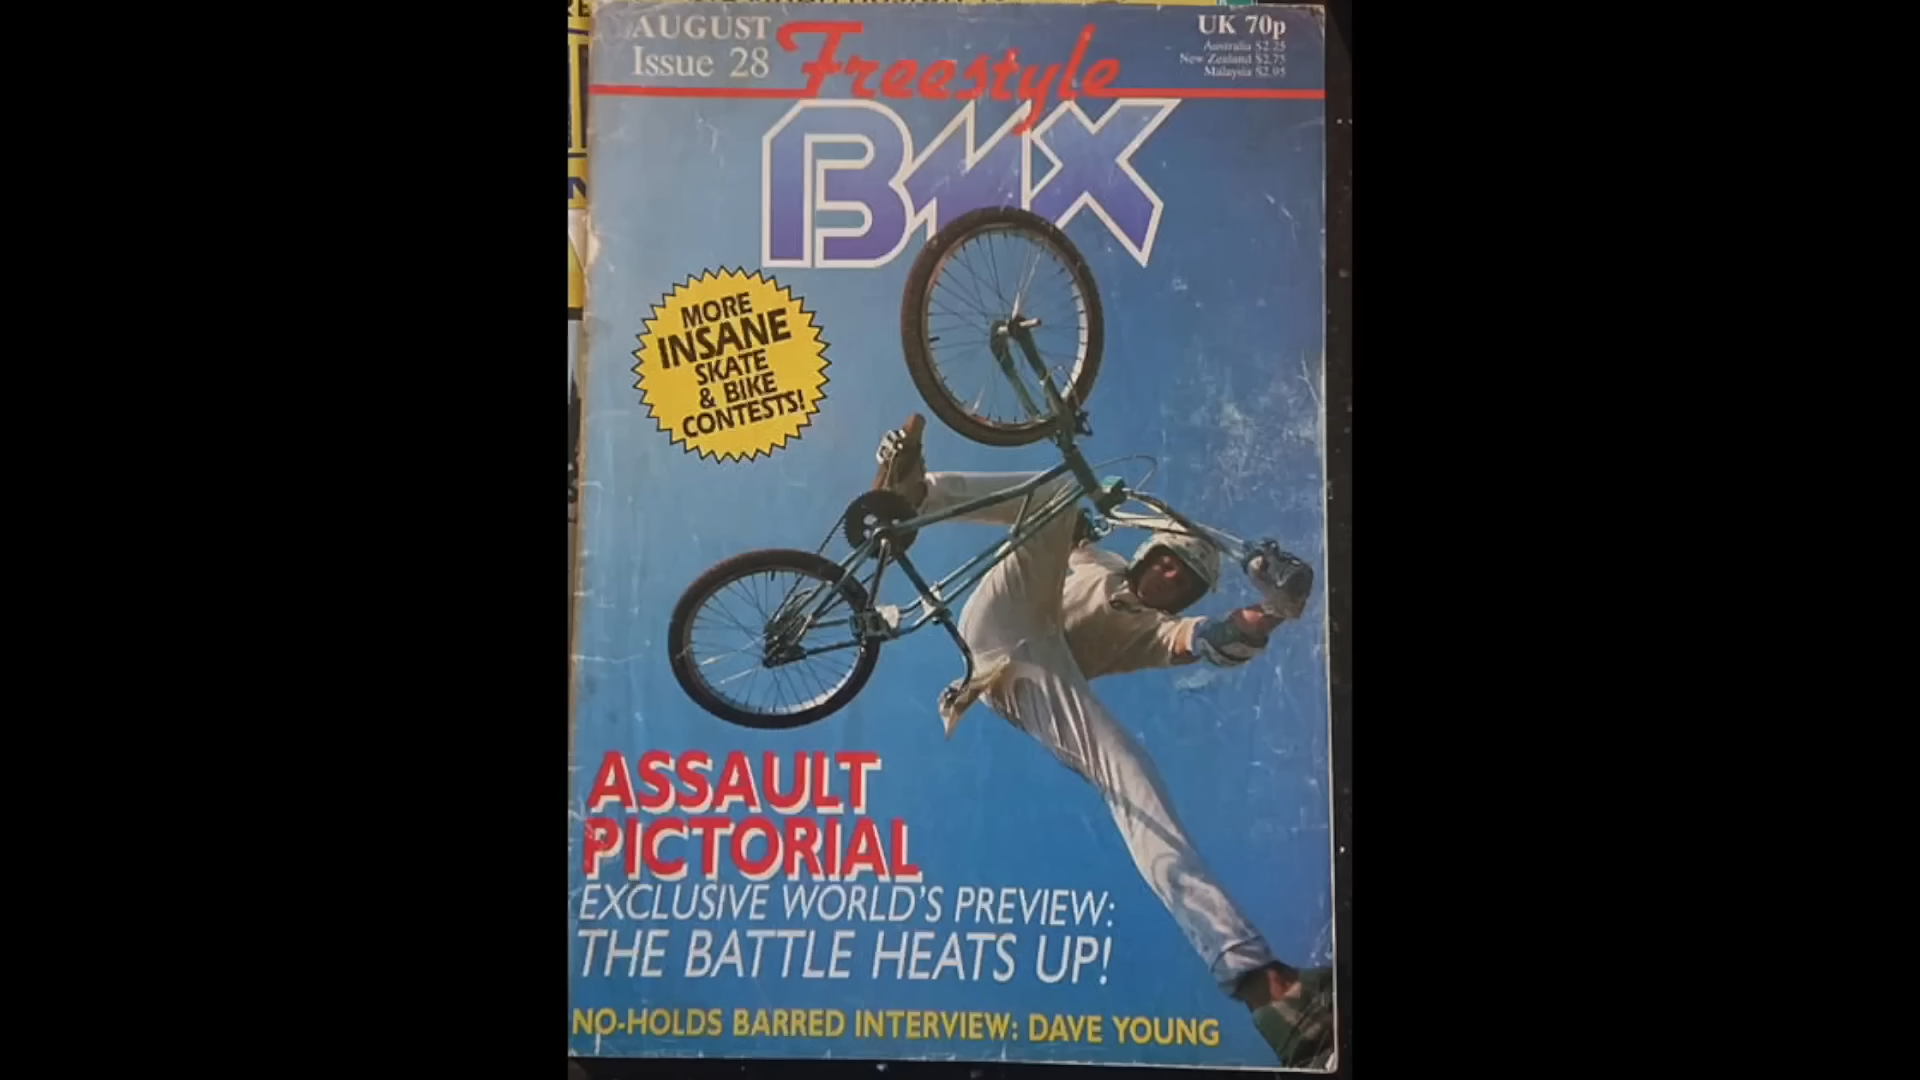 AUGUST
Issue 28
Freestyle
BMX
UK 70p
Australia $2.25
New Zealand $2.75
Malaysia $2.95
MORE
INSANE
SKATE
& BIKE
CONTESTS!
ASSAULT
PICTORIAL
EXCLUSIVE WORLD'S PREVIEW:
THE BATTLE HEATS UP!
NO-HOLDS BARRED INTERVIEW: DAVE YOUNG